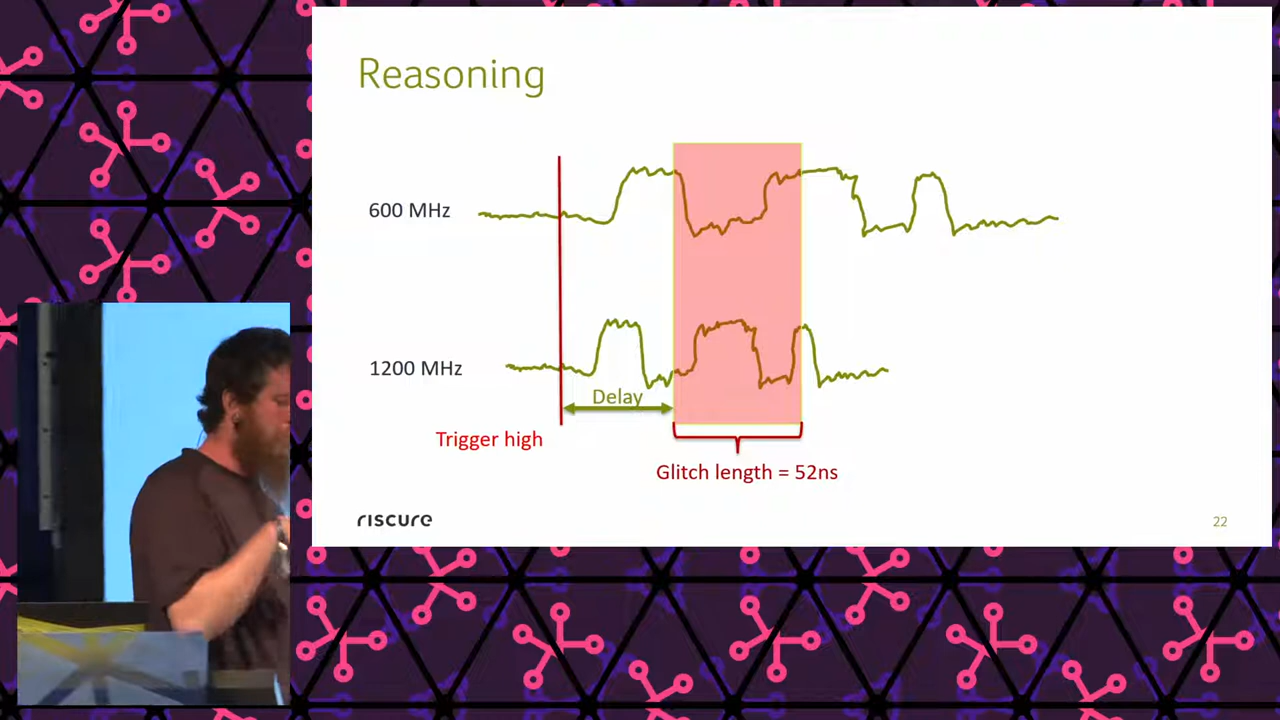 Reasoning
600 MHz
1200 MHz
Delay
Trigger high
Glitch length = 52ns
riscure
22